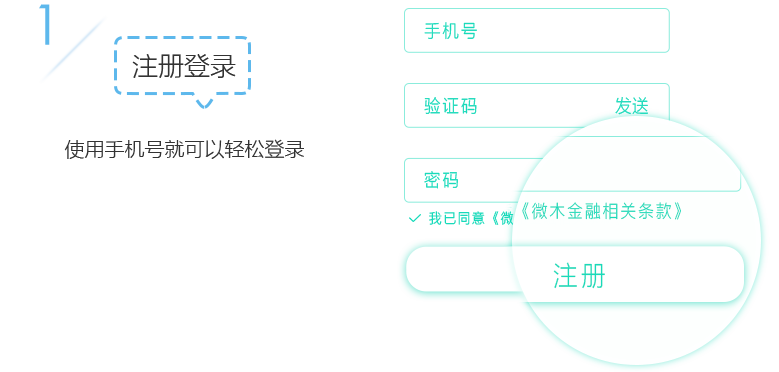 1
注册登录
使用手机号就可以轻松登录
手机号
验证码 发送
密码
我已同意《微
《微木金融相关条款》
注册